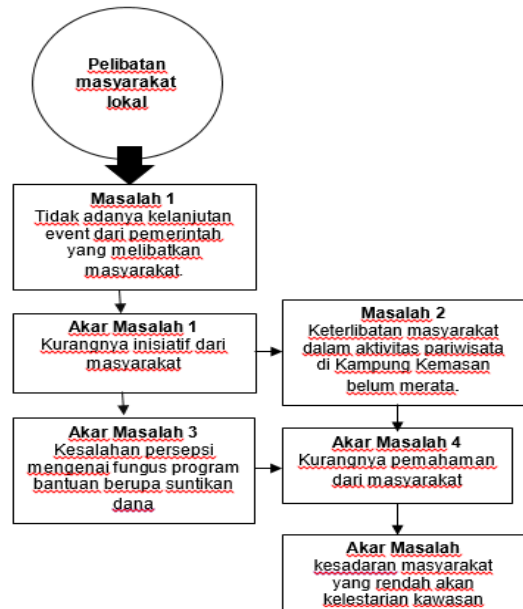 Pelibatan
masyarakat
lokal
Masalah 1
Tidak adanya kelanjutan
event dari pemerintah
yang melibatkan
masyarakat.
Akar Masalah 1
Kurangnya inisiatif dari
masyarakat
Masalah 2
Keterlibatan masyarakat
dalam aktivitas pariwisata
di Kampung Kemasan
belum merata.
Akar Masalah 3
Kesalahan persepsi
mengenai fungus program
bantuan berupa suntikan
dana
Akar Masalah 4
Kurangnya pemahaman
dari masyarakat
Akar Masalah
kesadaran masyarakat
yang rendah akan
kelestarian kawasan